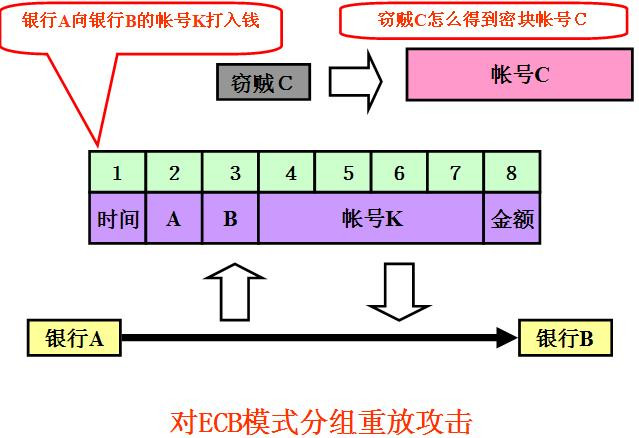 银行A向银行B的帐号K打入钱
窃贼C怎么得到密块帐号C
窃贼C
帐号C
1 2 3 4 5 6 7 8
时间 A B 帐号K 金额
银行A
银行B
对ECB模式分组重放攻击